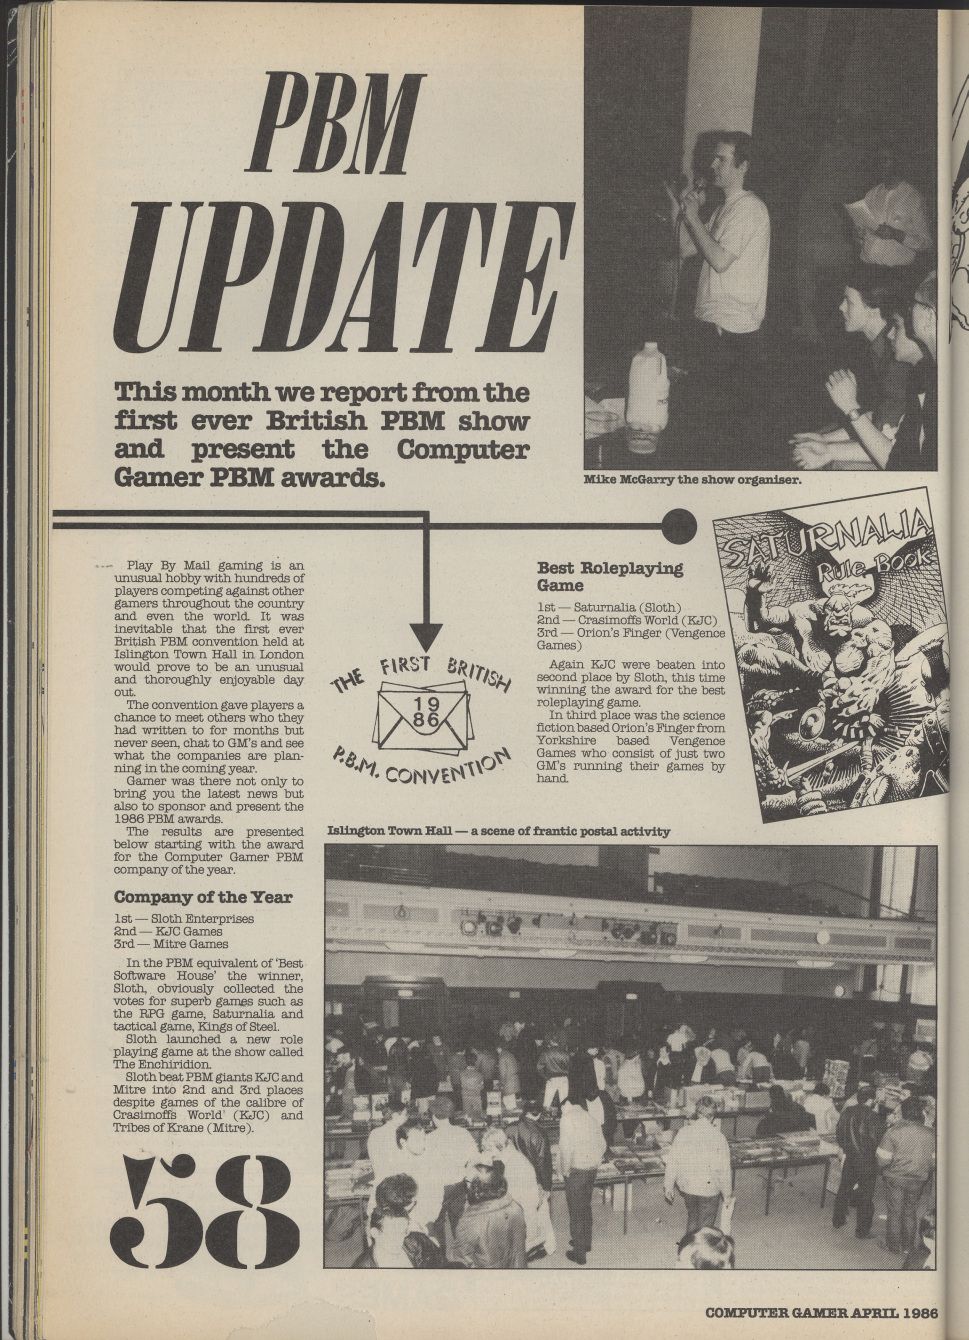 PBM
UPDATE
This month we report from the
first ever British PBM show
and present the Computer
Gamer PBM awards.
Mike McGarry the show organiser.
Play By Mail gaming is an
unusual hobby with hundreds of
players competing against other
gamers throughout the country
and even the world. It was
inevitable that the first ever
British PBM convention held at
Islington Town Hall in London
would prove to be an unusual
and thoroughly enjoyable day
out.
The convention gave players a
chance to meet others who they
had written to for months but
never seen, chat to GM's and see
what the companies are plan-
ning in the coming year.
Gamer was there not only to
bring you the latest news but
also to sponsor and present the
1986 PBM awards.
The results are presented
below starting with the award
for the Computer Gamer PBM
company of the year.
Company of the Year
1st — Sloth Enterprises
2nd — KJC Games
3rd — Mitre Games
In the PBM equivalent of 'Best
Software House' the winner,
Sloth, obviously collected the
votes for superb games such as
the RPG game, Saturnalia and
tactical game, Kings of Steel.
Sloth launched a new role
playing game at the show called
The Enchiridion.
Sloth beat PBM giants KJC and
Mitre into 2nd and 3rd places
despite games of the calibre of
Crasimoffs World' (KJC) and
Tribes of Krane (Mitre).
THE FIRST BRITISH
19
86
P.B.M. CONVENTION
Best Roleplaying
Game
1st — Saturnalia (Sloth)
2nd — Crasimoffs World (KJC)
3rd — Orion's Finger (Vengence
Games)
Again KJC were beaten into
second place by Sloth, this time
winning the award for the best
roleplaying game.
In third place was the science
fiction based Orion's Finger from
Yorkshire based Vengence
Games who consist of just two
GM's running their games by
hand.
SATURNALIA
RULE BOOK
Islington Town Hall — a scene of frantic postal activity
58
COMPUTER GAMER APRIL 1986